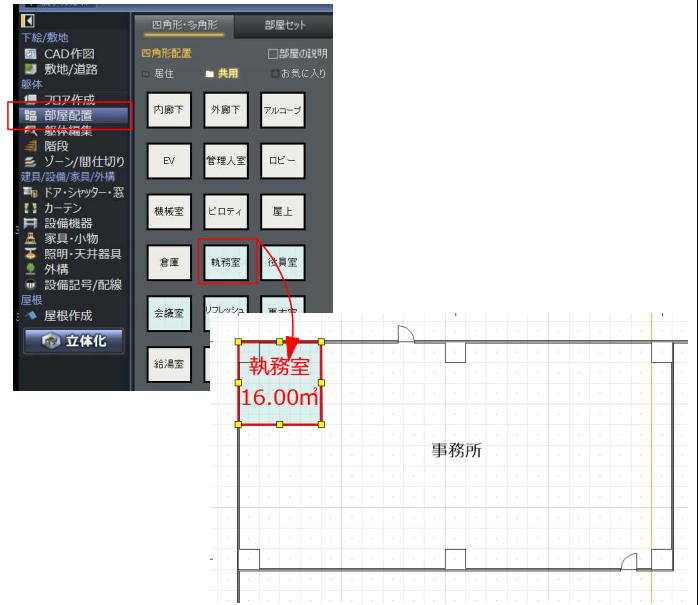 下絵/敷地
CAD作図
敷地/道路
躯体
フロア作成
部屋配置
躯体編集
階段
ゾーン/間仕切り
建具/設備/家具/外構
ドア・シャッター・窓
カーテン
設備機器
家具・小物
照明・天井器具
外構
設備記号/配線
屋根
屋根作成
立体化
四角形・多角形
部屋セット
四角形配置
部屋の説明
居住
共用
お気に入り
内廊下
外廊下
アルコーブ
EV
管理人室
ロビー
機械室
ピロティ
屋上
倉庫
執務室
役員室
会議室
リフレッシュ
給湯室
執務室
16.00㎡
事務所